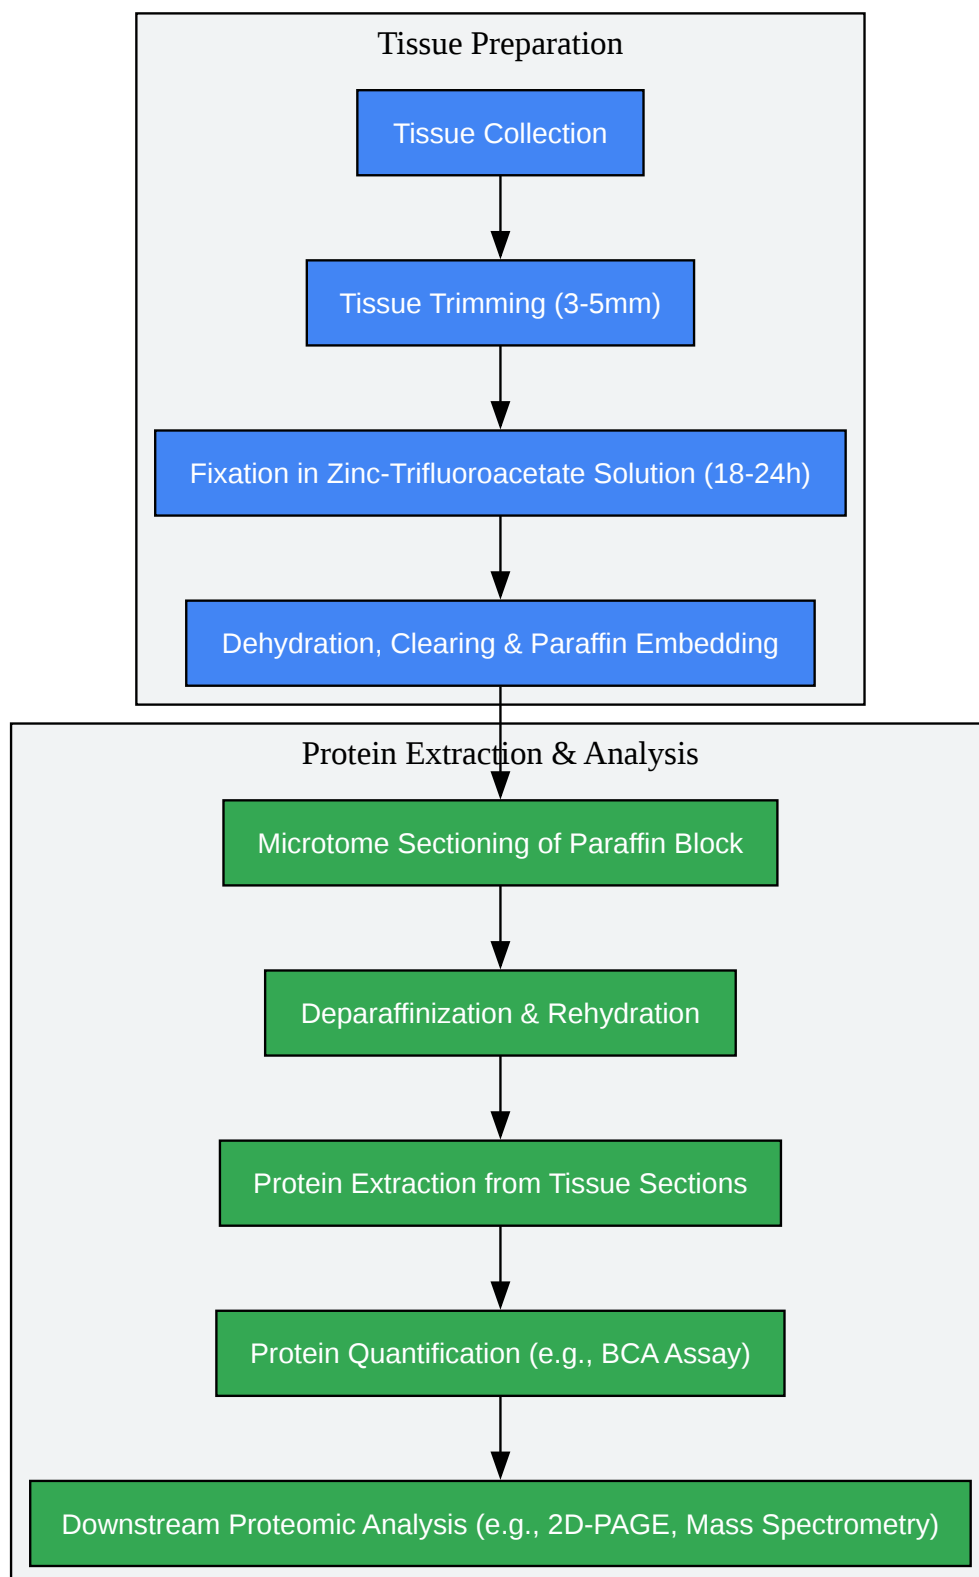 Tissue Preparation
Tissue Collection
Tissue Trimming (3-5mm)
Fixation in Zinc-Trifluoroacetate Solution (18-24h)
Dehydration, Clearing & Paraffin Embedding
Protein Extraction & Analysis
Microtome Sectioning of Paraffin Block
Deparaffinization & Rehydration
Protein Extraction from Tissue Sections
Protein Quantification (e.g., BCA Assay)
Downstream Proteomic Analysis (e.g., 2D-PAGE, Mass Spectrometry)